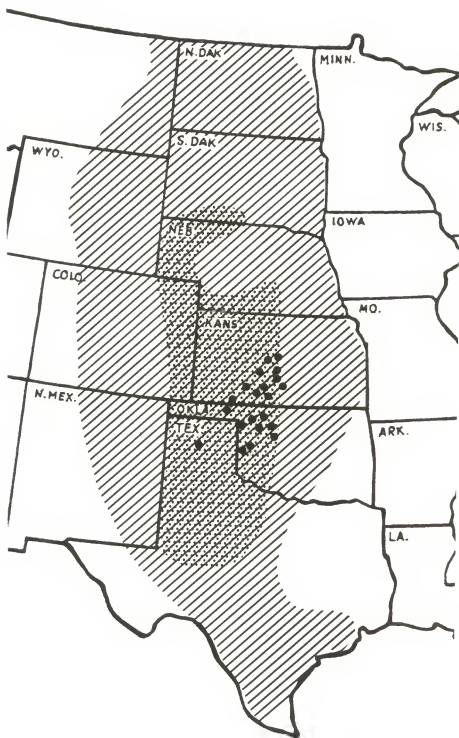 N. DAK
MINN.
WIS.
S. DAK.
WYO.
IOWA
NEB.
COLO.
MO.
KANS.
N. MEX.
OKLA.
TEX.
ARK.
LA.